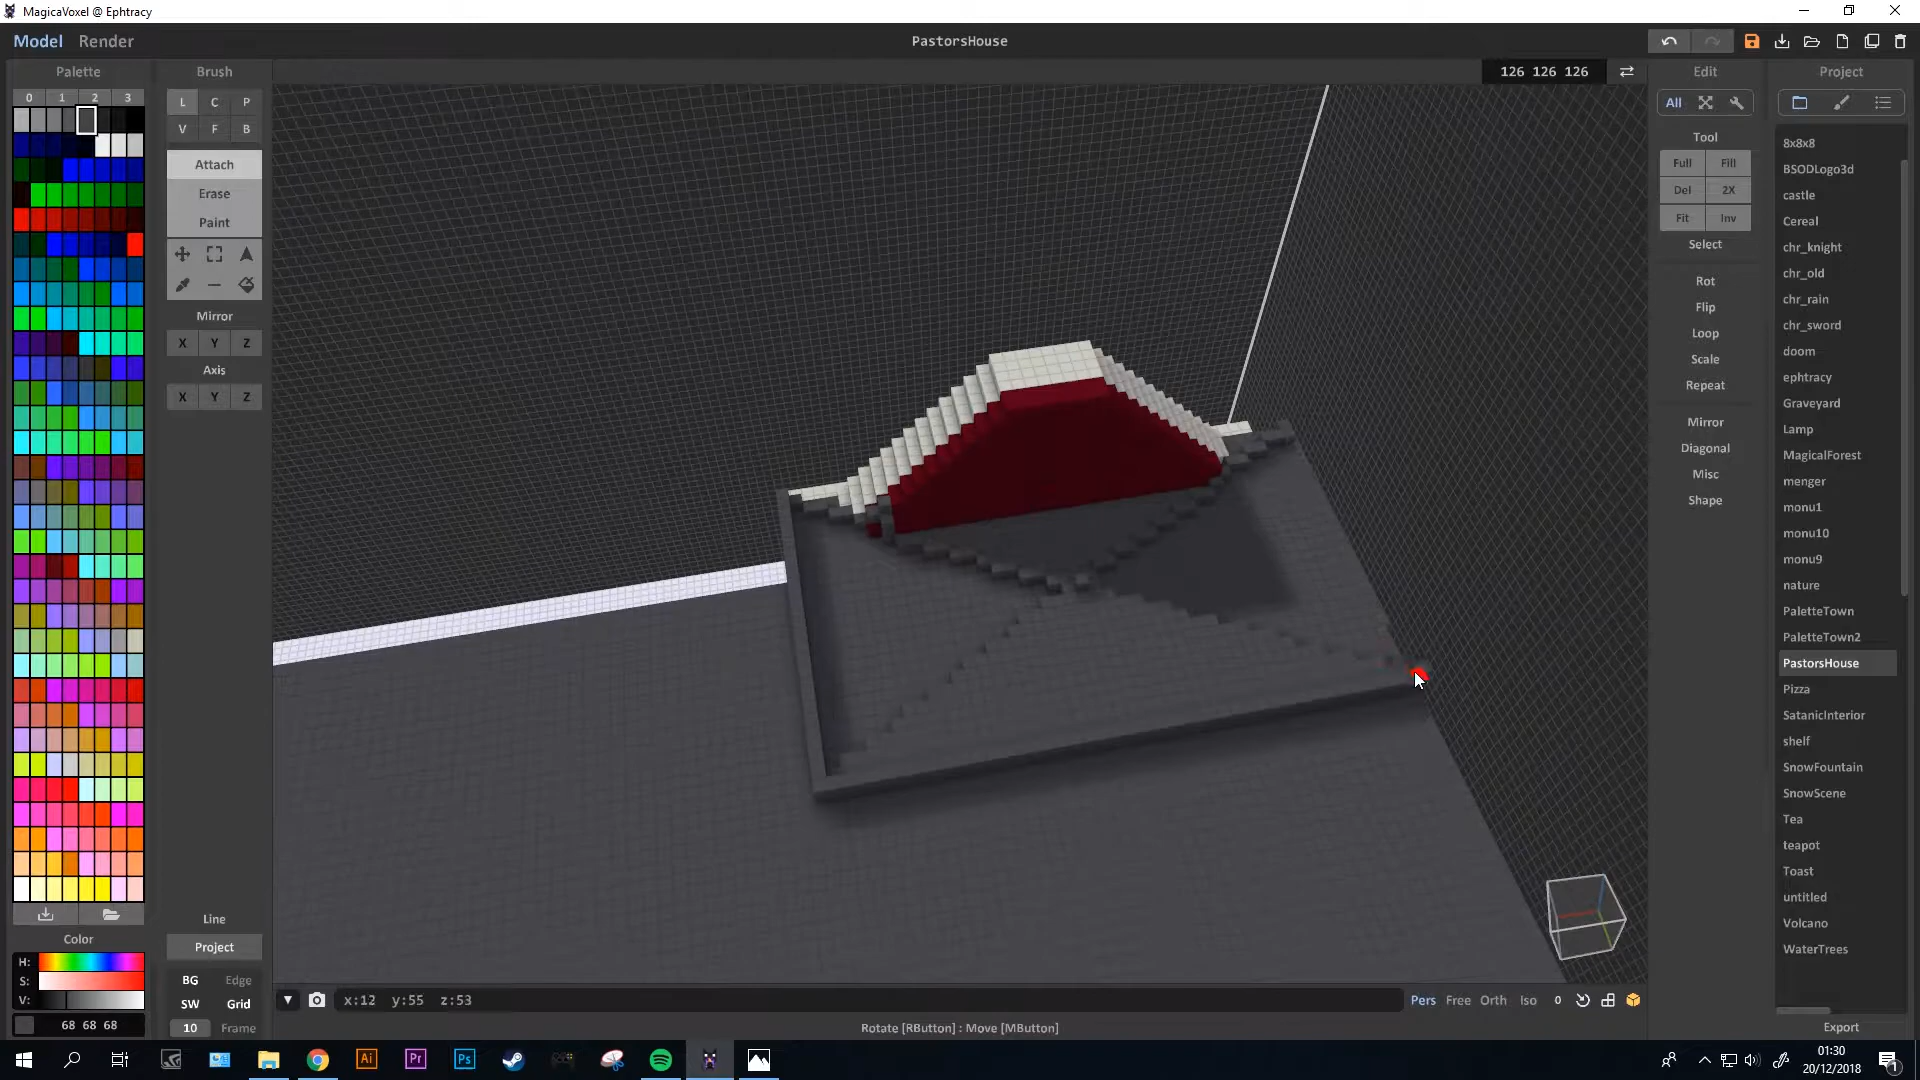 MagicaVoxel @ Ephtracy
Model Render
PastorsHouse
Palette
0 1 2 3
Brush
L C P
V F B
Attach
Erase
Paint
Mirror
X Y Z
Axis
X Y Z
126 126 126
Edit
All
Tool
Full Fill
Del 2X
Fit Inv
Select
Rot
Flip
Loop
Scale
Repeat
Mirror
Diagonal
Misc
Shape
Project
8x8x8
BSODLogo3d
castle
Cereal
chr_knight
chr_old
chr_rain
chr_sword
doom
ephtracy
Graveyard
Lamp
MagicalForest
menger
monu1
monu10
monu9
nature
PaletteTown
PaletteTown2
PastorsHouse
Pizza
SatanicInterior
shelf
SnowFountain
SnowScene
Tea
teapot
Toast
untitled
Volcano
WaterTrees
Export
Color
H:
S:
V:
68 68 68
Line
Project
BG Edge
SW Grid
10 Frame
x:12 y:55 z:53
Pers Free Orth Iso 0
Rotate [RButton] : Move [MButton]
Ai Pr Ps
01:30
20/12/2018
1